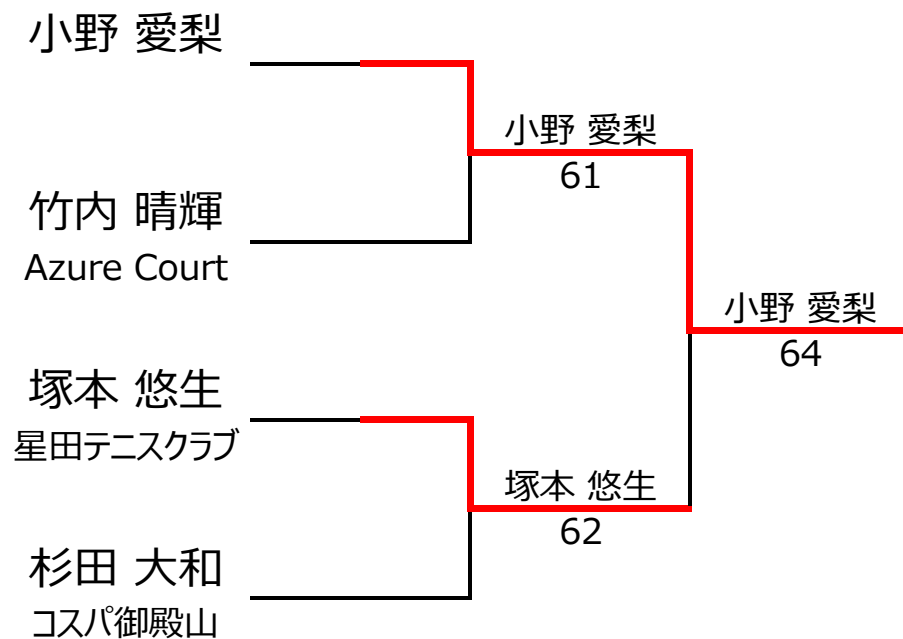 小野 愛梨
小野 愛梨
61
竹内 晴輝
Azure Court
小野 愛梨
64
塚本 悠生
星田テニスクラブ
塚本 悠生
62
杉田 大和
コスパ御殿山